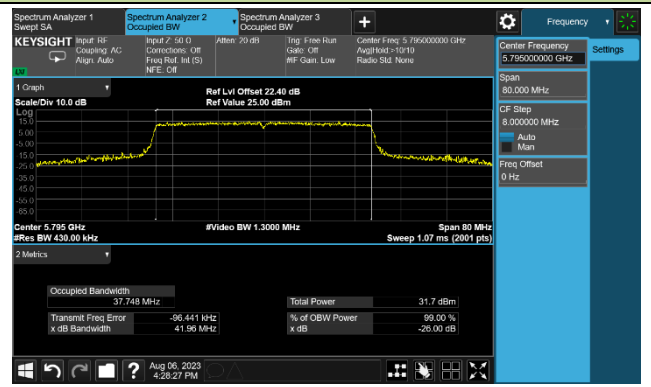 Spectrum Analyzer 1
Swept SA
Spectrum Analyzer 2
Occupied BW
Spectrum Analyzer 3
Occupied BW
Frequency
KEYSIGHT
Input: RF
Coupling: AC
Align: Auto
Input Z: 50 Ω
Corrections: Off
Freq Ref: Int (S)
NFE: Off
Atten: 20 dB
Trig: Free Run
Gate: Off
#IF Gain: Low
Center Freq: 5.795000000 GHz
Avg|Hold:>10/10
Radio Std: None
Center Frequency
5.795000000 GHz
Settings
Span
80.000 MHz
CF Step
8.000000 MHz
Auto
Man
Freq Offset
0 Hz
1 Graph
Scale/Div 10.0 dB
Ref Lvl Offset 22.40 dB
Ref Value 25.00 dBm
Log
15.0
5.00
-5.00
-15.0
-25.0
-35.0
-45.0
-55.0
-65.0
Center 5.795 GHz
#Res BW 430.00 kHz
#Video BW 1.3000 MHz
Span 80 MHz
Sweep 1.07 ms (2001 pts)
2 Metrics
Occupied Bandwidth
37.748 MHz
Total Power 31.7 dBm
Transmit Freq Error -96.441 kHz
% of OBW Power 99.00 %
x dB Bandwidth 41.96 MHz
x dB -26.00 dB
Aug 06, 2023
4:28:27 PM